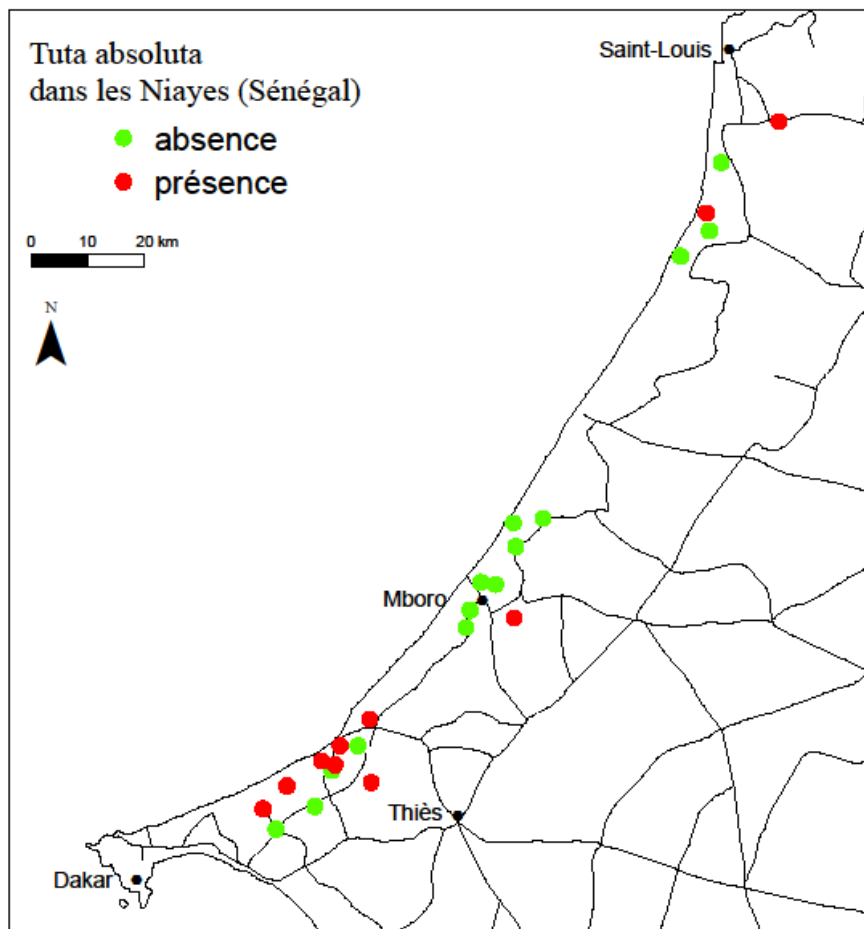 Tuta absoluta
dans les Niayes (Sénégal)
absence
présence
0 10 20 km
N
Saint-Louis
Mboro
Thiès
Dakar